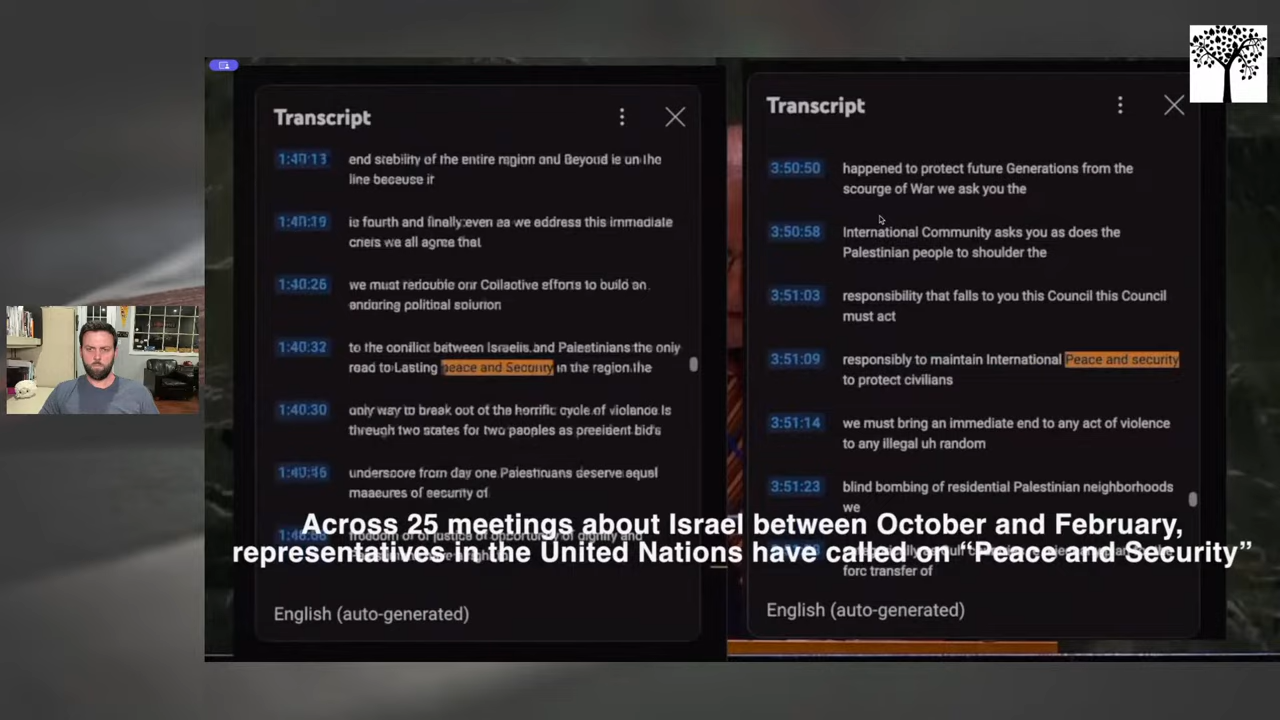 Transcript
1:40:13
end stability of the entire region and Beyond is on the
line because if
1:40:19
is fourth and finally even as we address this immediate
crisis we all agree that
1:40:26
we must redouble our Collective efforts to build an
enduring political solution
1:40:32
to the conflict between Israelis and Palestinians the only
road to Lasting peace and Security in the region the
only way to break out of the horrific cycle of violence is
through two states for two peoples as president
underscore from day one Palestinians deserve equal
measures of security of
English (auto-generated)
Transcript
3:50:50
happened to protect future Generations from the
scourge of War we ask you the
3:50:58
International Community asks you as does the
Palestinian people to shoulder the
3:51:03
responsibility that falls to you this Council this Council
must act
3:51:09
responsibly to maintain International Peace and security
to protect civilians
3:51:14
we must bring an immediate end to any act of violence
to any illegal uh random
3:51:23
blind bombing of residential Palestinian neighborhoods
we
forc transfer of
English (auto-generated)
Across 25 meetings about Israel between October and February,
representatives in the United Nations have called on “Peace and Security”